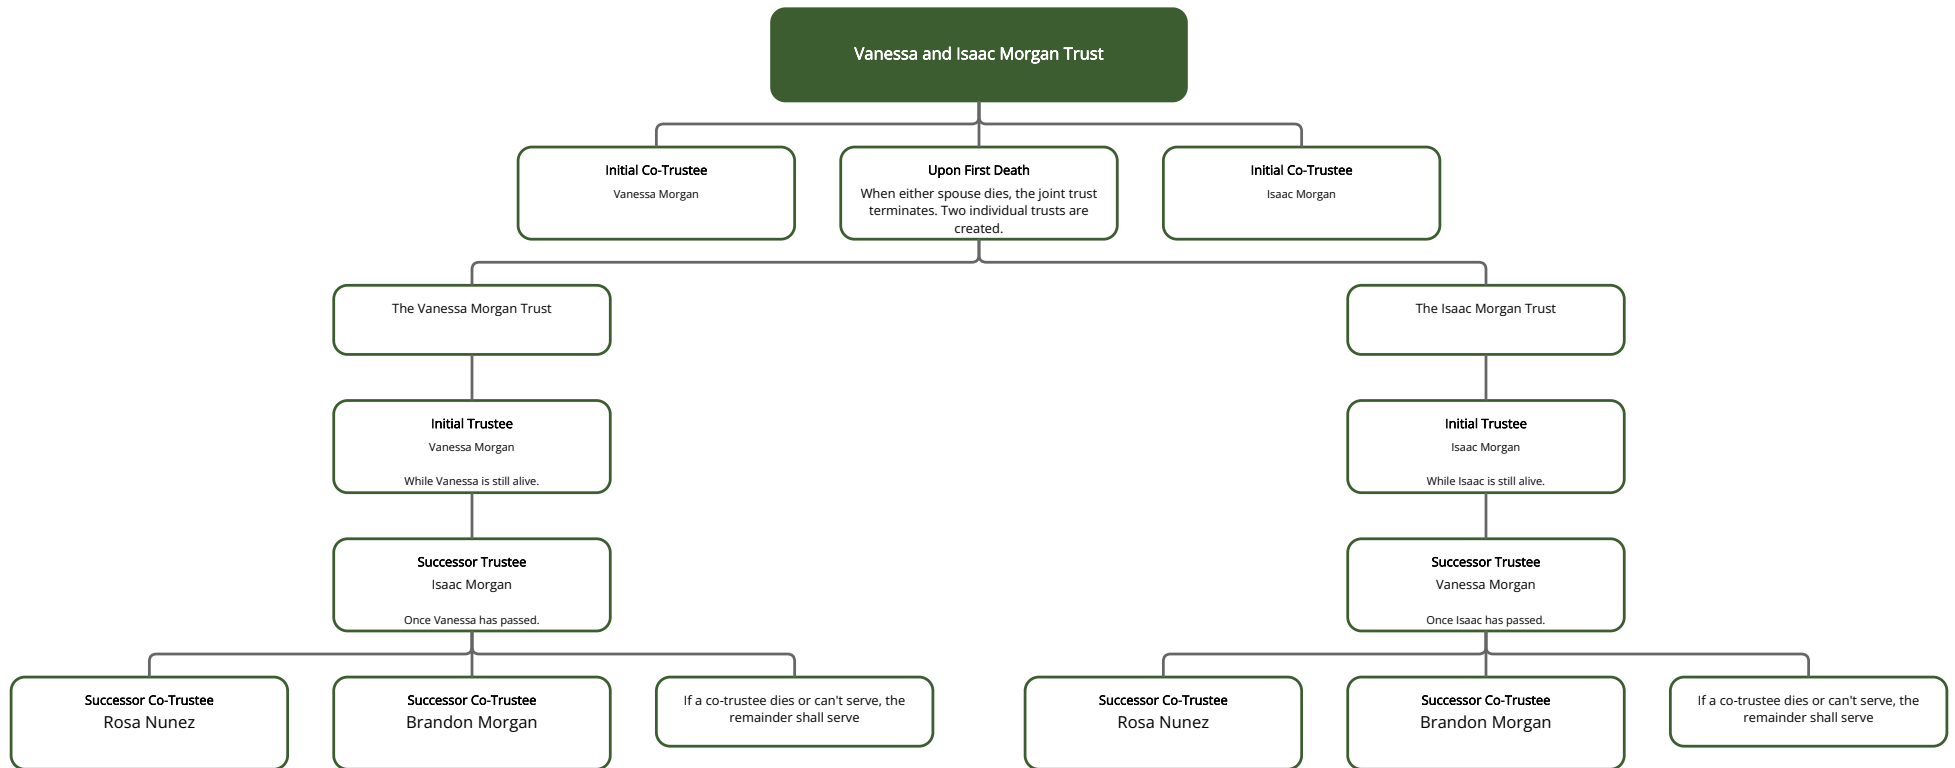 Vanessa and Isaac Morgan Trust
Initial Co-Trustee
Vanessa Morgan
Upon First Death
When either spouse dies, the joint trust
terminates. Two individual trusts are
created.
Initial Co-Trustee
Isaac Morgan
The Vanessa Morgan Trust
The Isaac Morgan Trust
Initial Trustee
Vanessa Morgan
While Vanessa is still alive.
Initial Trustee
Isaac Morgan
While Isaac is still alive.
Successor Trustee
Isaac Morgan
Once Vanessa has passed.
Successor Trustee
Vanessa Morgan
Once Isaac has passed.
Successor Co-Trustee
Rosa Nunez
Successor Co-Trustee
Brandon Morgan
If a co-trustee dies or can't serve, the
remainder shall serve
Successor Co-Trustee
Rosa Nunez
Successor Co-Trustee
Brandon Morgan
If a co-trustee dies or can't serve, the
remainder shall serve